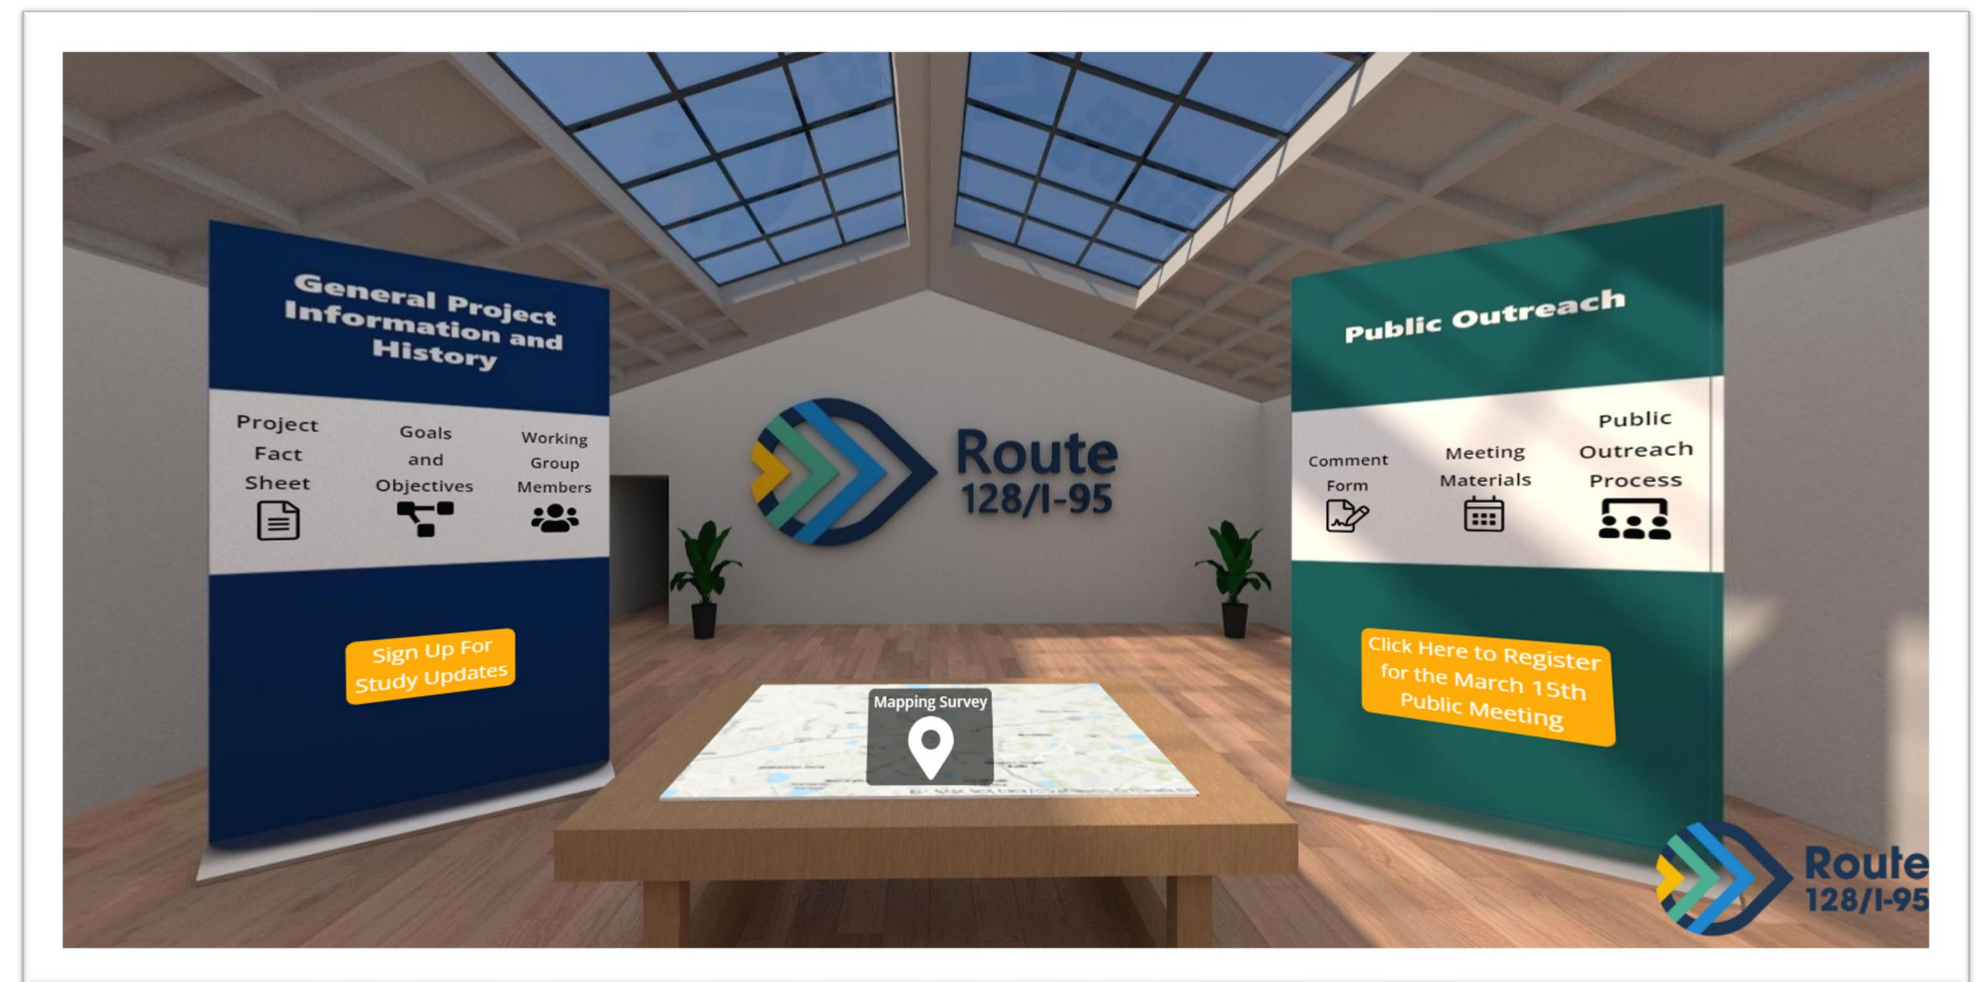 General Project
Information and
History
Project
Fact
Sheet
Goals
and
Objectives
Working
Group
Members
Sign Up For
Study Updates
Route
128/I-95
Mapping Survey
Public Outreach
Comment
Form
Meeting
Materials
Public
Outreach
Process
Click Here to Register
for the March 15th
Public Meeting
Route
128/I-95